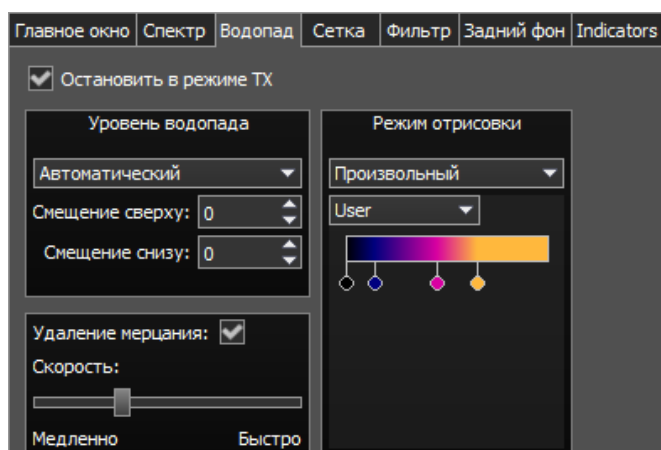 Главное окно Спектр Водопад Сетка Фильтр Задний фон Indicators
Остановить в режиме TX
Уровень водопада
Автоматический
Смещение сверху: 0
Смещение снизу: 0
Режим отрисовки
Произвольный
User
Удаление мерцания:
Скорость:
Медленно Быстро